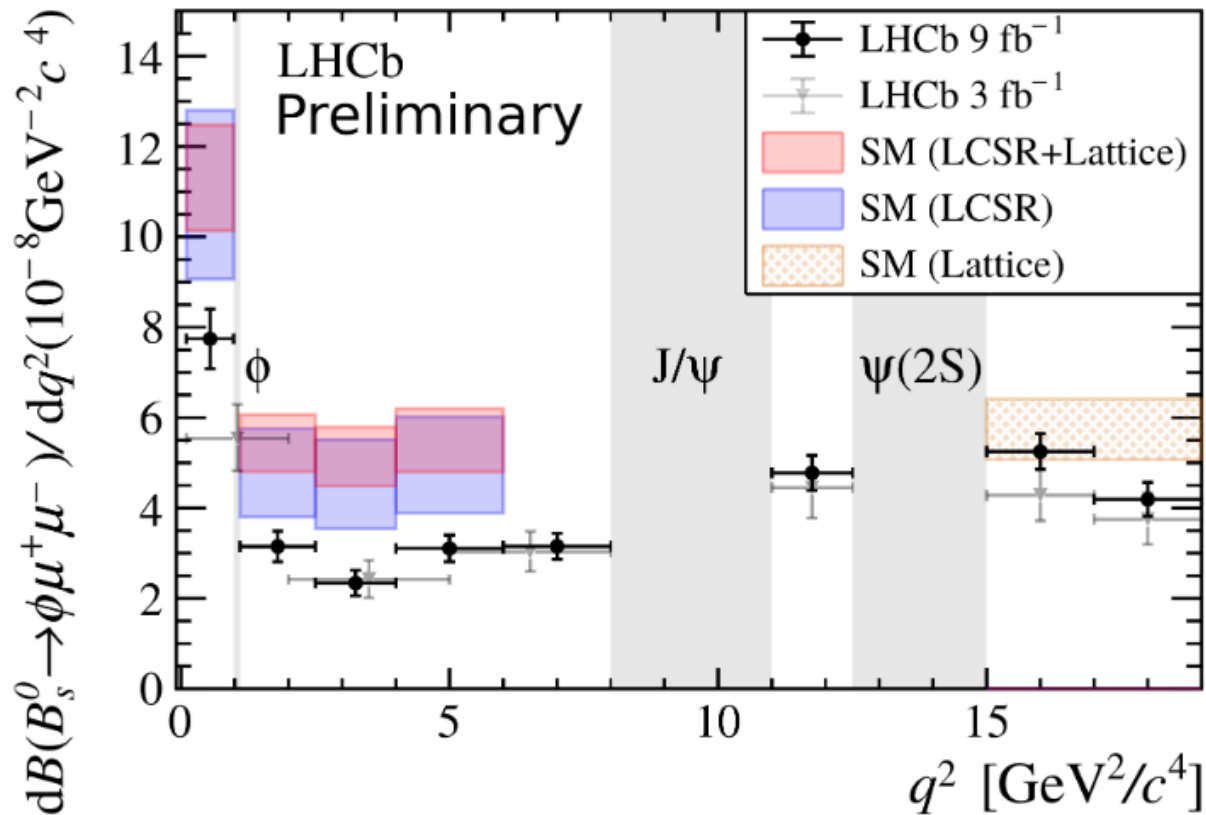 dB(B⁰ₛ→ϕμ⁺μ⁻)/dq²(10⁻⁸GeV⁻²c⁴)
14
12
10
8
6
4
2
0
LHCb
Preliminary
LHCb 9 fb⁻¹
LHCb 3 fb⁻¹
SM (LCSR+Lattice)
SM (LCSR)
SM (Lattice)
ϕ
J/ψ
ψ(2S)
0
5
10
15
q² [GeV²/c⁴]